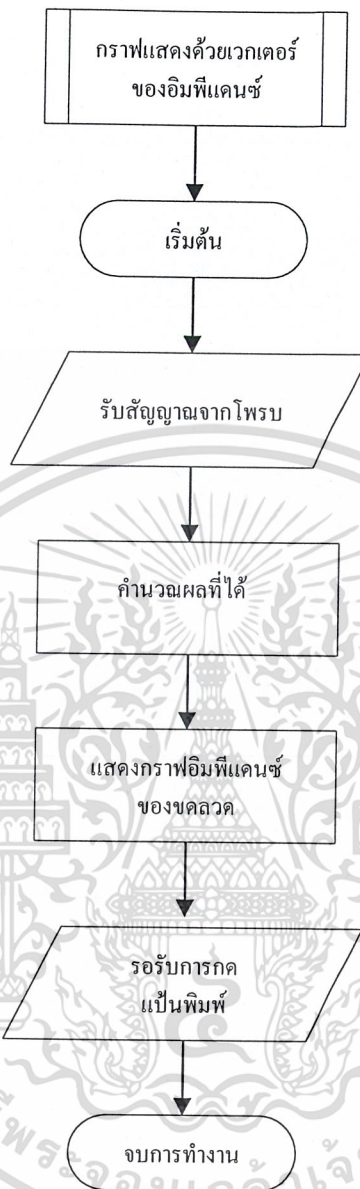 กราฟแสดงด้วยเวกเตอร์
ของอิมพีแดนซ์
เริ่มต้น
รับสัญญาณจากโพรบ
คำนวณผลที่ได้
แสดงกราฟอิมพีแดนซ์
ของขดลวด
รอรับการกด
แป้นพิมพ์
จบการทำงาน